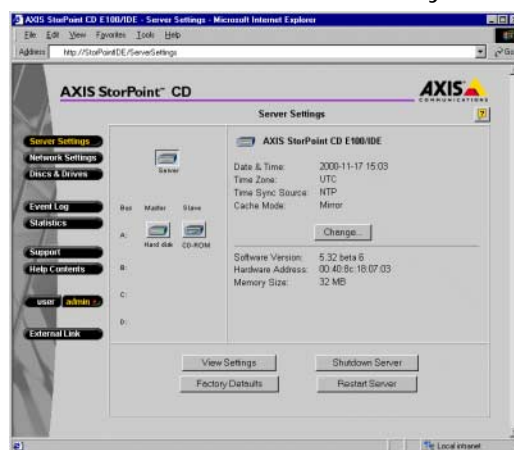 AXIS StorPoint CD E100/IDE - Server Settings - Microsoft Internet Explorer
File Edit View Favorites Tools Help
Address http://StorPointIDE/ServerSettings
AXIS StorPoint™ CD
AXIS
COMMUNICATIONS
Server Settings
?
Server Settings
Network Settings
Discs & Drives
Event Log
Statistics
Support
Help Contents
user admin
External Link
Server
Bus Master Slave
A: Hard disk CD-ROM
B:
C:
D:
AXIS StorPoint CD E100/IDE
Date & Time: 2000-11-17 15:03
Time Zone: UTC
Time Sync Source: NTP
Cache Mode: Mirror
Change...
Software Version: 5.32 beta 6
Hardware Address: 00:40:8c:18:07:03
Memory Size: 32 MB
View Settings Shutdown Server
Factory Defaults Restart Server
Local intranet